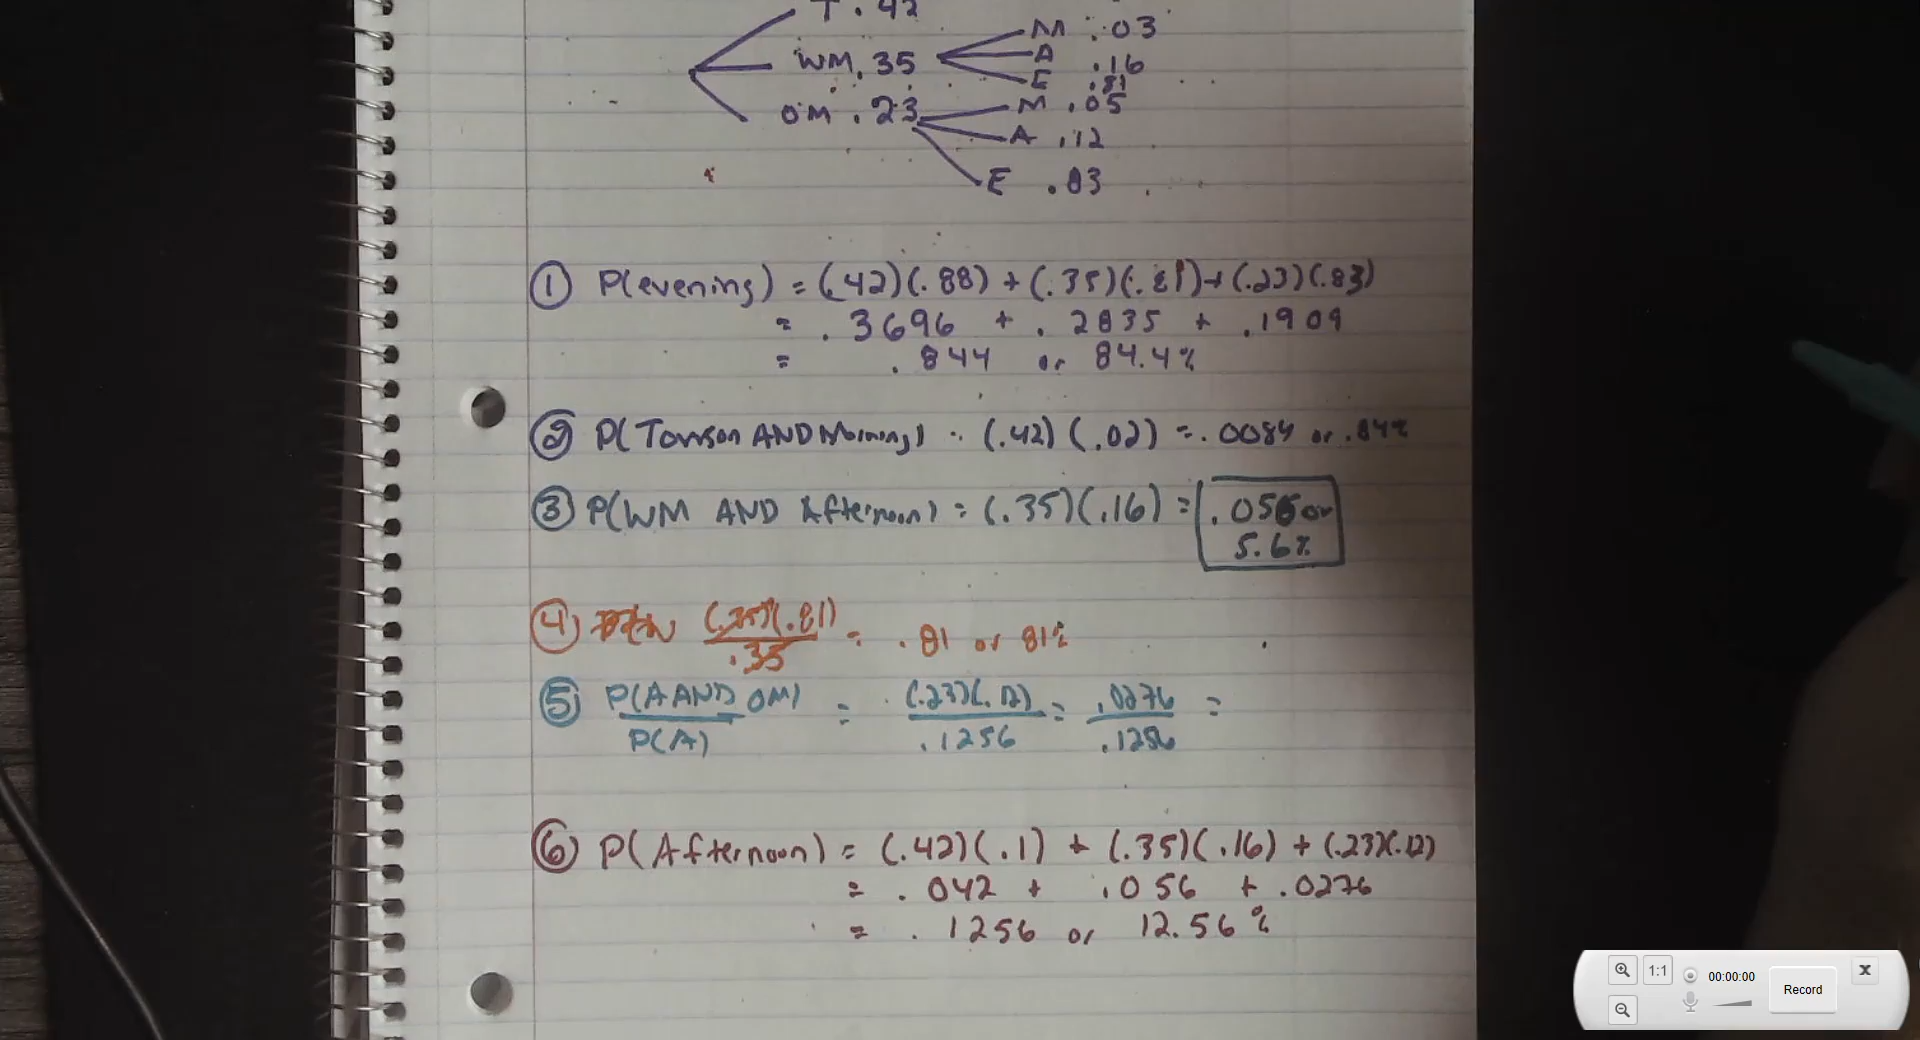 T .42
M .03
WM .35
A .16
E .81
OM .23
M .05
A .12
E .83
① P(evening) = (.42)(.88) + (.35)(.81) + (.23)(.83)
= .3696 + .2835 + .1909
= .844 or 84.4%
② P(Towson AND Morning) = (.42)(.02) = .0084 or .84%
③ P(WM AND Afternoon) = (.35)(.16) = .056 or
5.6%
④ (.35)(.81)
.35
= .81 or 81%
⑤ P(A AND OM)
P(A)
= (.23)(.12)
.1256
= .0276
.1256
=
⑥ P(Afternoon) = (.42)(.1) + (.35)(.16) + (.23)(.12)
= .042 + .056 + .0276
= .1256 or 12.56%
1:1
00:00:00
Record
X